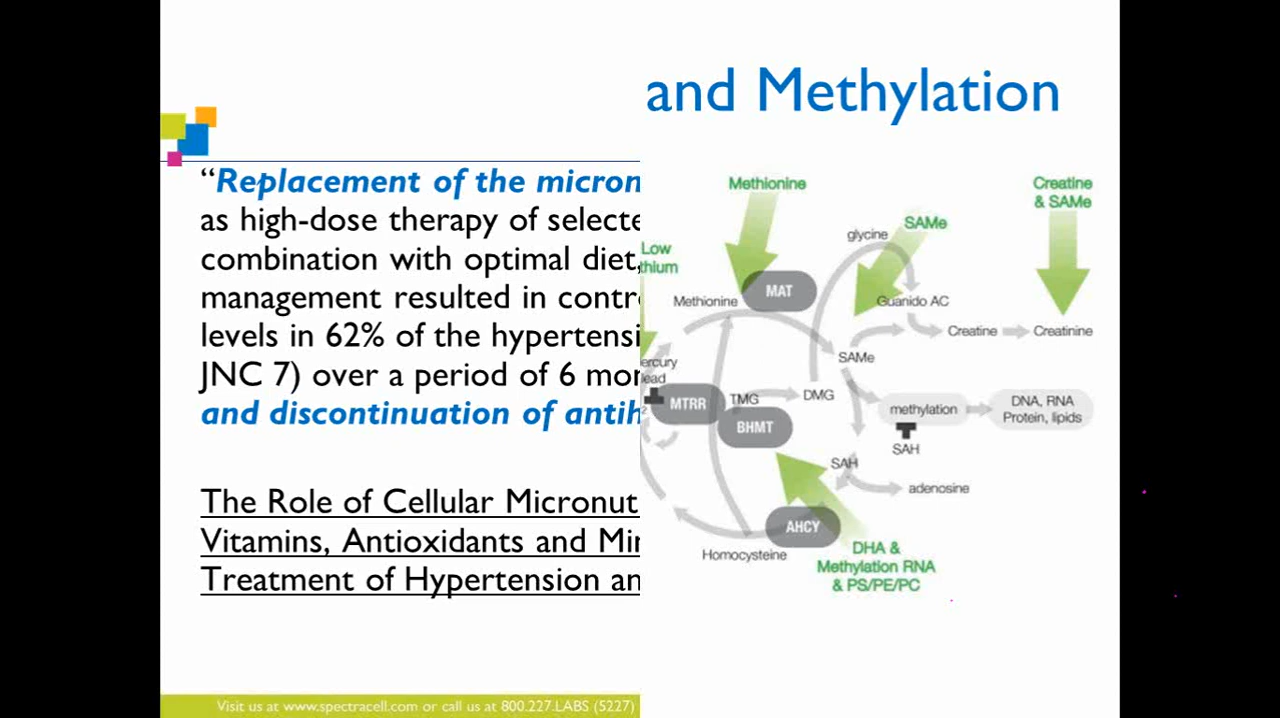 and Methylation
“Replacement of the micron
as high-dose therapy of selecte
combination with optimal diet,
management resulted in contro
levels in 62% of the hypertensi
JNC 7) over a period of 6 mon
and discontinuation of antih
The Role of Cellular Micronut
Vitamins, Antioxidants and Min
Treatment of Hypertension an
Visit us at www.spectracell.com or call us at 800.227.LABS (5227)
Methionine
Creatine
& SAMe
SAMe
glycine
Low
thium
MAT
Methionine
Guanido AC
Creatine
Creatinine
SAMe
ercury
ead
MTRR
TMG
DMG
methylation
DNA, RNA
Protein, lipids
BHMT
SAH
SAH
adenosine
AHCY
Homocysteine
DHA &
Methylation RNA
& PS/PE/PC